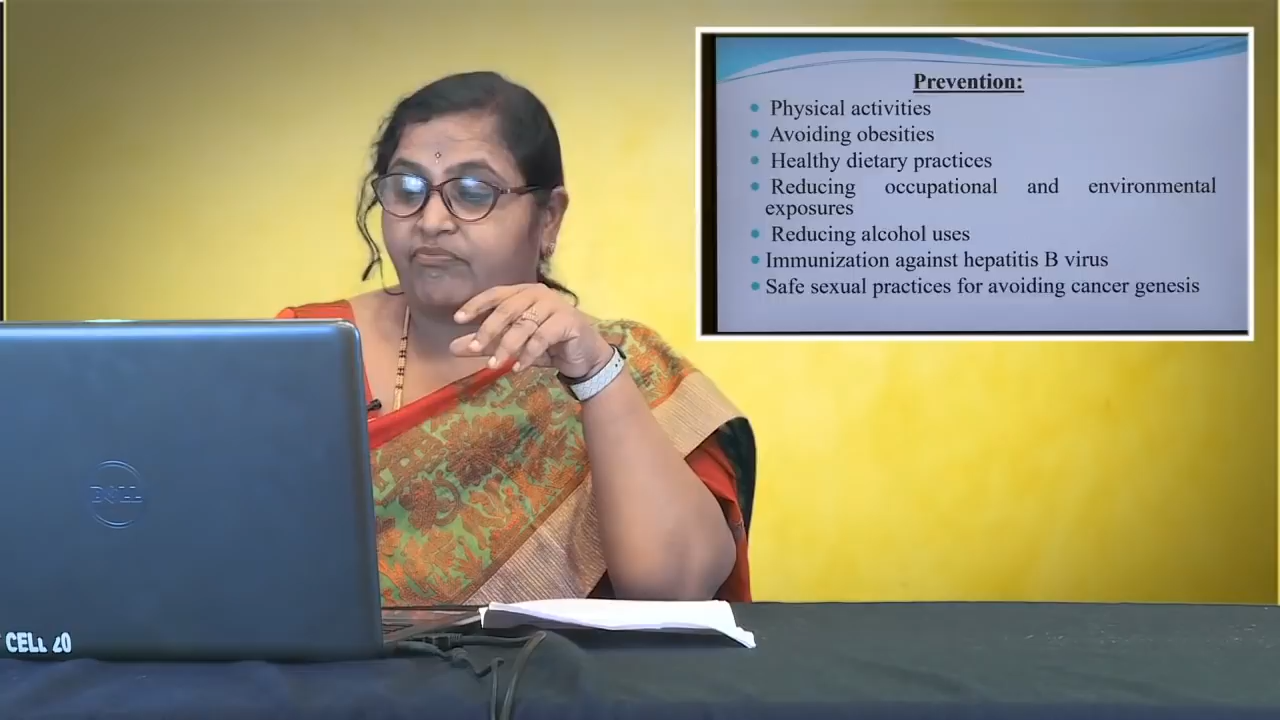 Prevention:
Physical activities
Avoiding obesities
Healthy dietary practices
Reducing occupational and environmental
exposures
Reducing alcohol uses
Immunization against hepatitis B virus
Safe sexual practices for avoiding cancer genesis
DELL
CELL 20